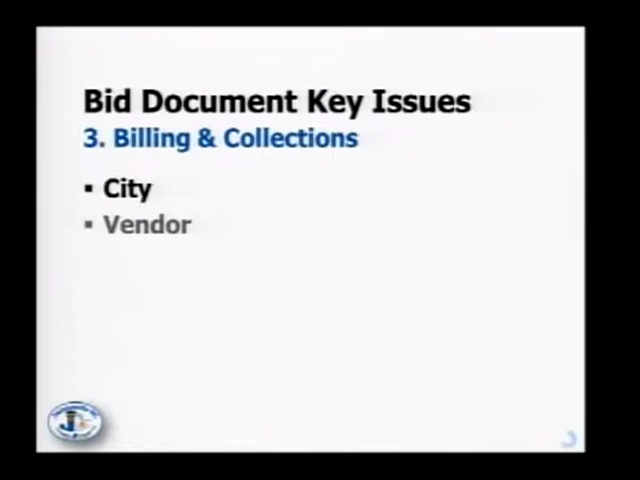 Bid Document Key Issues
3. Billing & Collections
▪ City
▪ Vendor